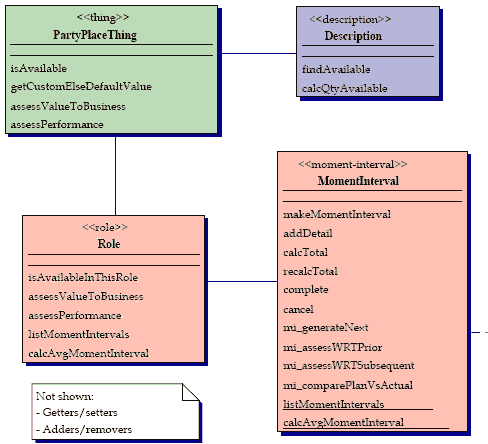 <<thing>>
PartyPlaceThing
isAvailable
getCustomElseDefaultValue
assessValueToBusiness
assessPerformance
<<description>>
Description
findAvailable
calcQtyAvailable
<<role>>
Role
isAvailableInThisRole
assessValueToBusiness
assessPerformance
listMomentIntervals
calcAvgMomentInterval
<<moment-interval>>
MomentInterval
makeMomentInterval
addDetail
calcTotal
recalcTotal
complete
cancel
mi_generateNext
mi_assessWRTPrior
mi_assessWRTSubsequent
mi_comparePlanVsActual
listMomentIntervals
calcAvgMomentInterval
Not shown:
- Getters/setters
- Adders/removers